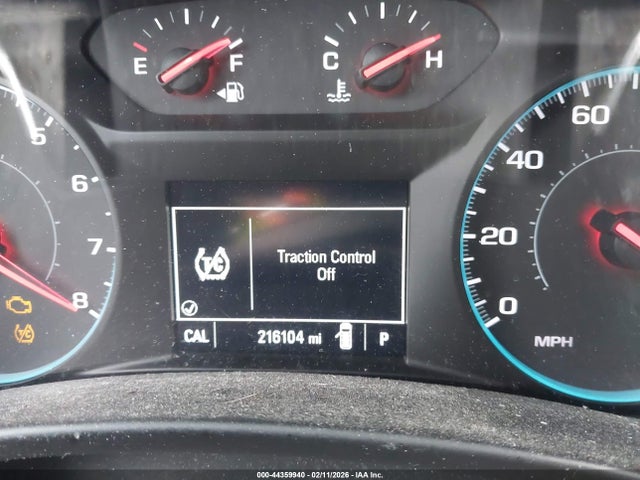 E F
C H
5
6
7
8
T/C
Traction Control
Off
CAL 216104 mi P
60
40
20
0
MPH
000-44359940 - 02/11/2026 - Copyright IAA, Inc.